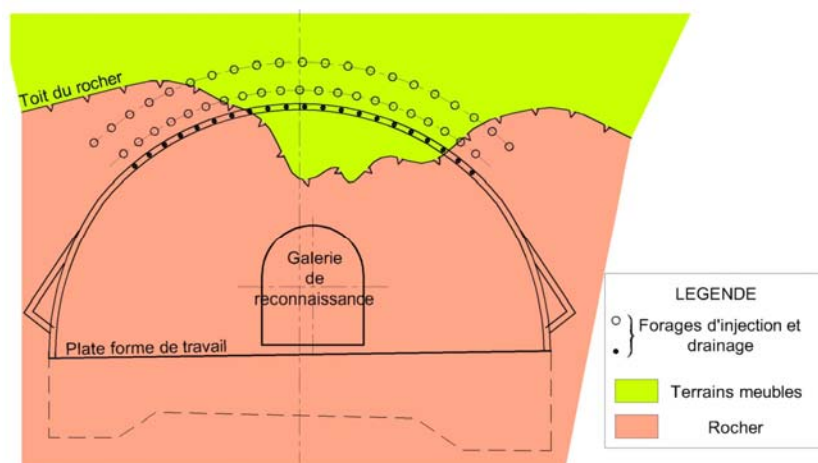 Toit du rocher
Galerie
de
reconnaissance
Plate forme de travail
LEGENDE
Forages d'injection et
drainage
Terrains meubles
Rocher